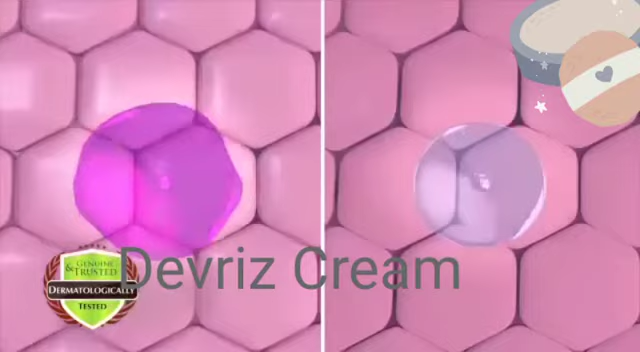 Devriz Cream
GENUINE
& TRUSTED
DERMATOLOGICALLY
TESTED